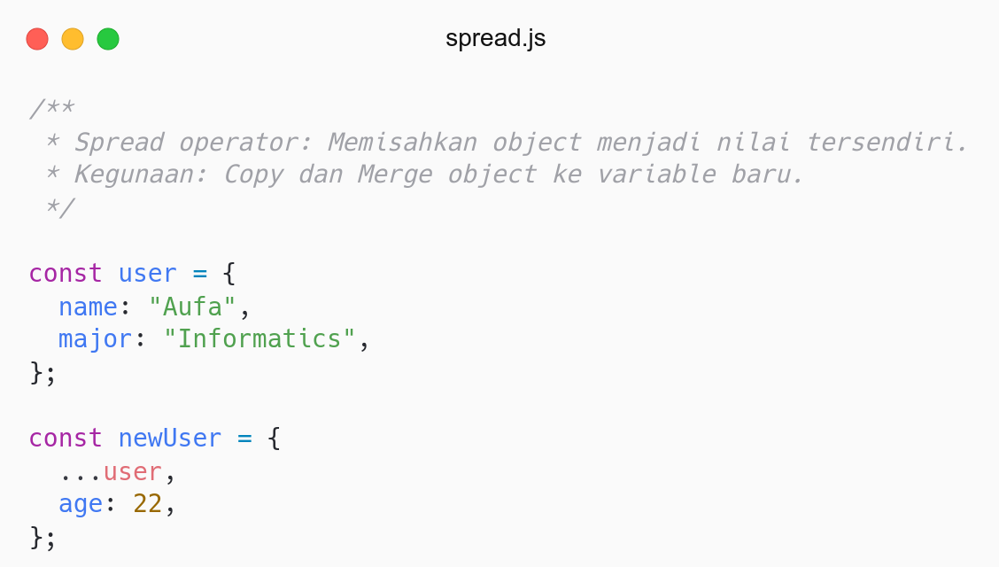 spread.js
/**
 * Spread operator: Memisahkan object menjadi nilai tersendiri.
 * Kegunaan: Copy dan Merge object ke variable baru.
 */
const user = {
  name: "Aufa",
  major: "Informatics",
};
const newUser = {
  ...user,
  age: 22,
};